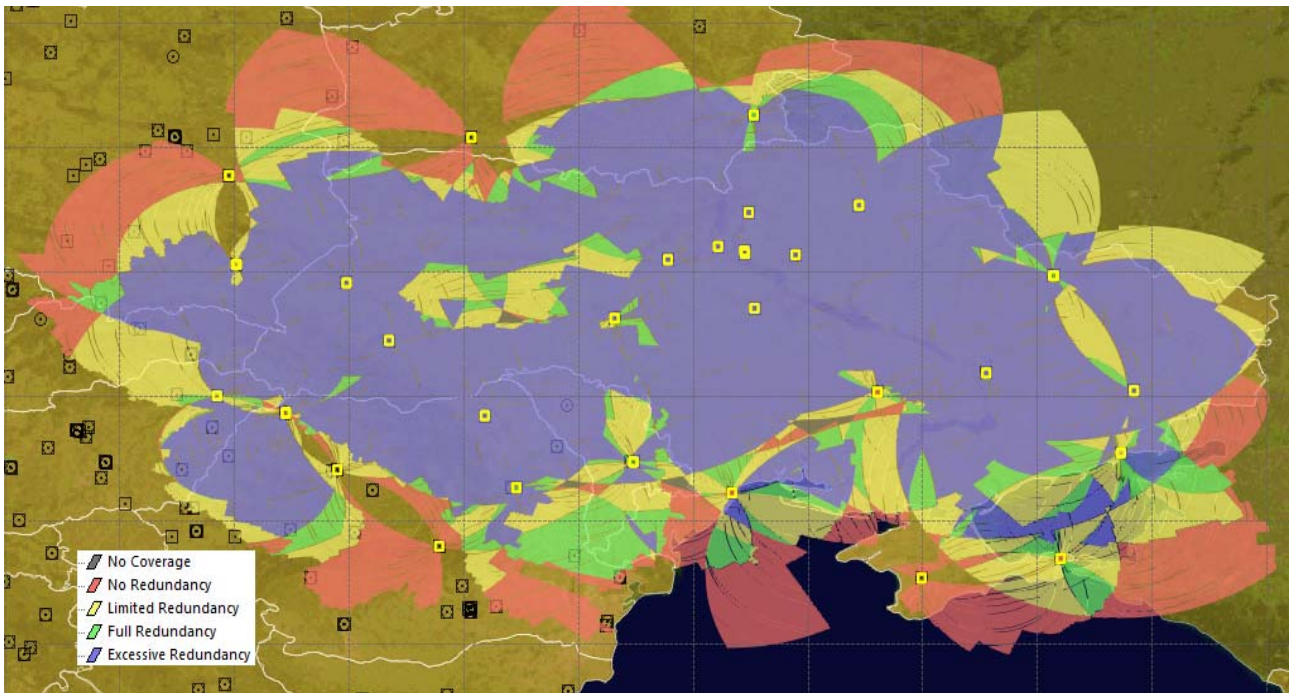 No Coverage
No Redundancy
Limited Redundancy
Full Redundancy
Excessive Redundancy